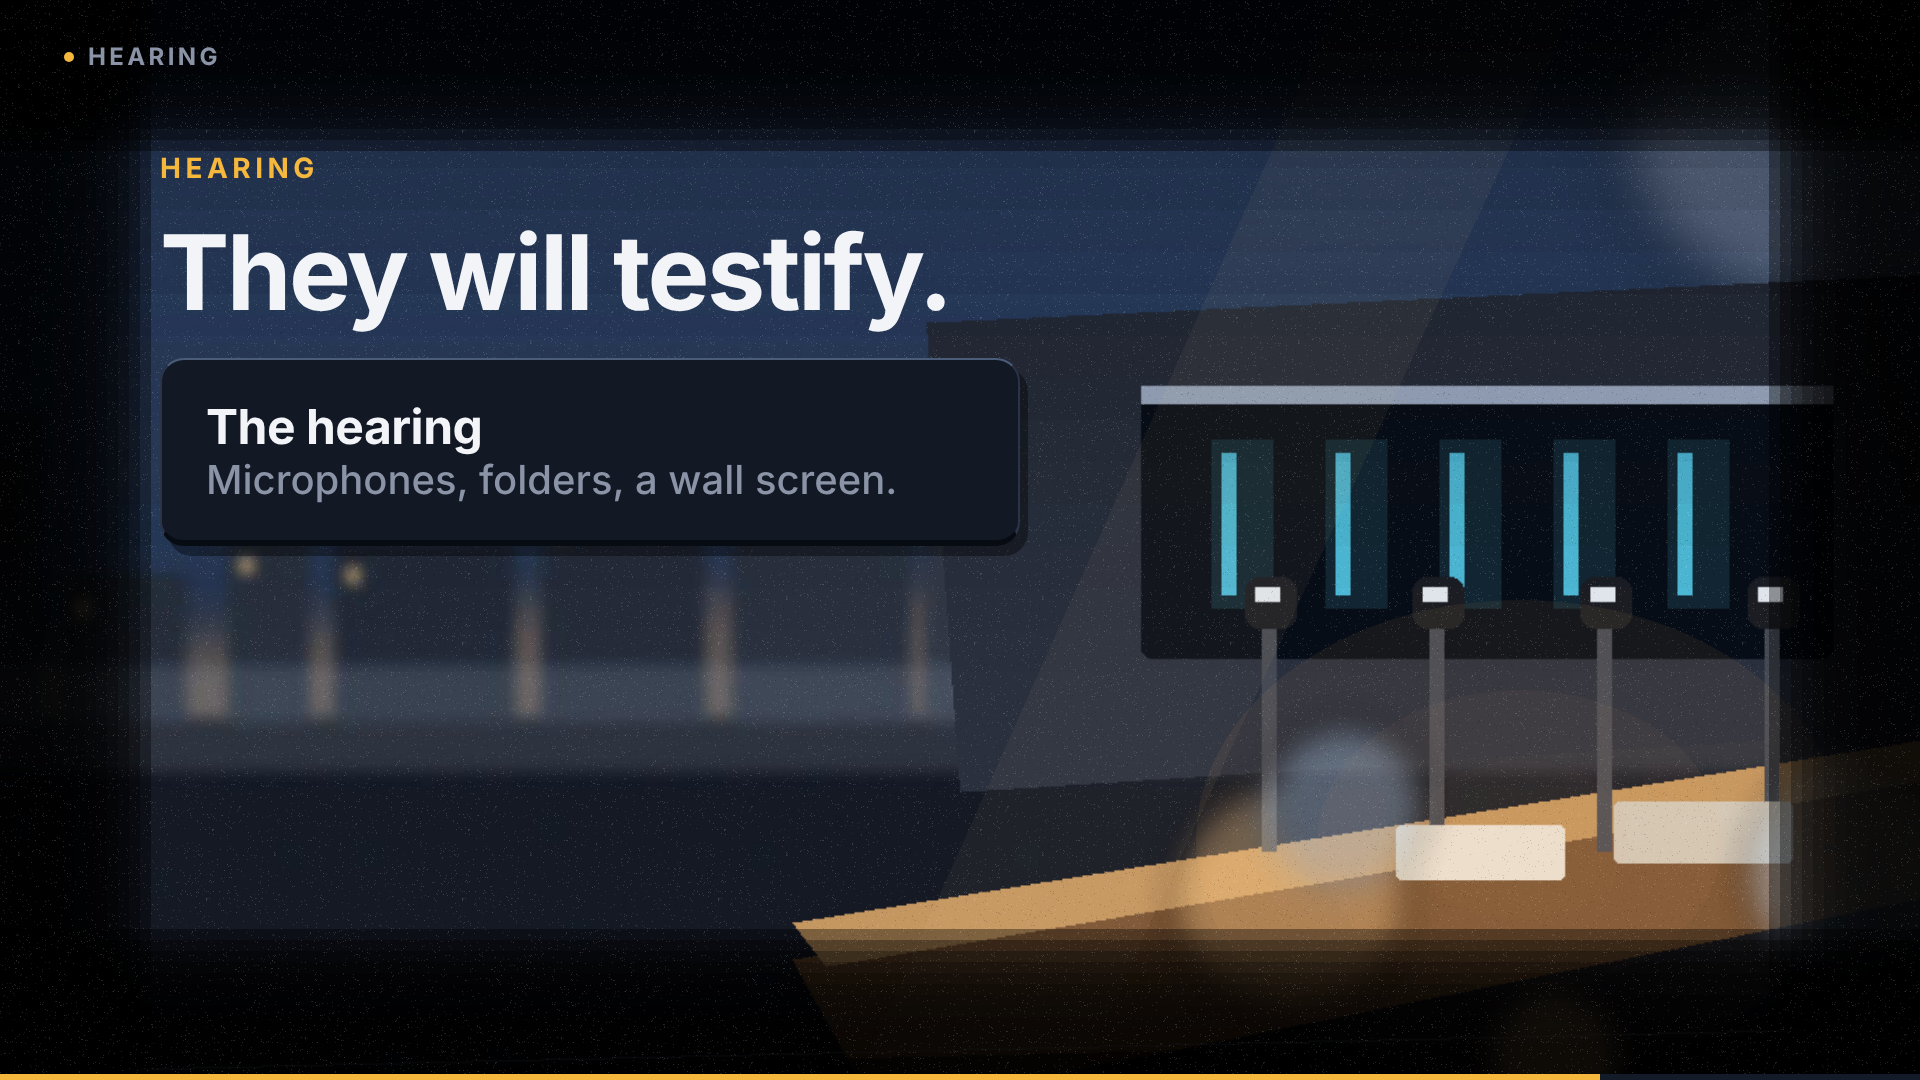 HEARING
HEARING
They will testify.
The hearing
Microphones, folders, a wall screen.